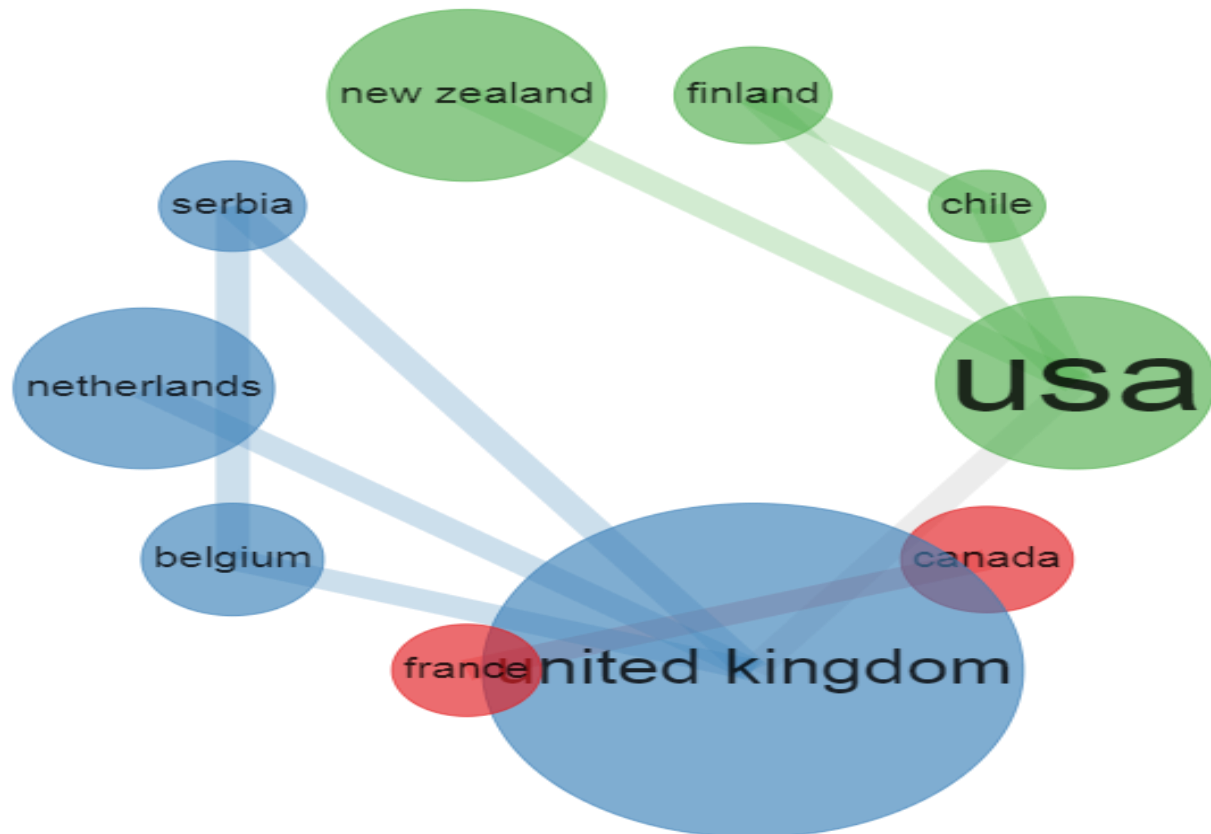 new zealand
finland
serbia
chile
netherlands
usa
belgium
canada
france
united kingdom